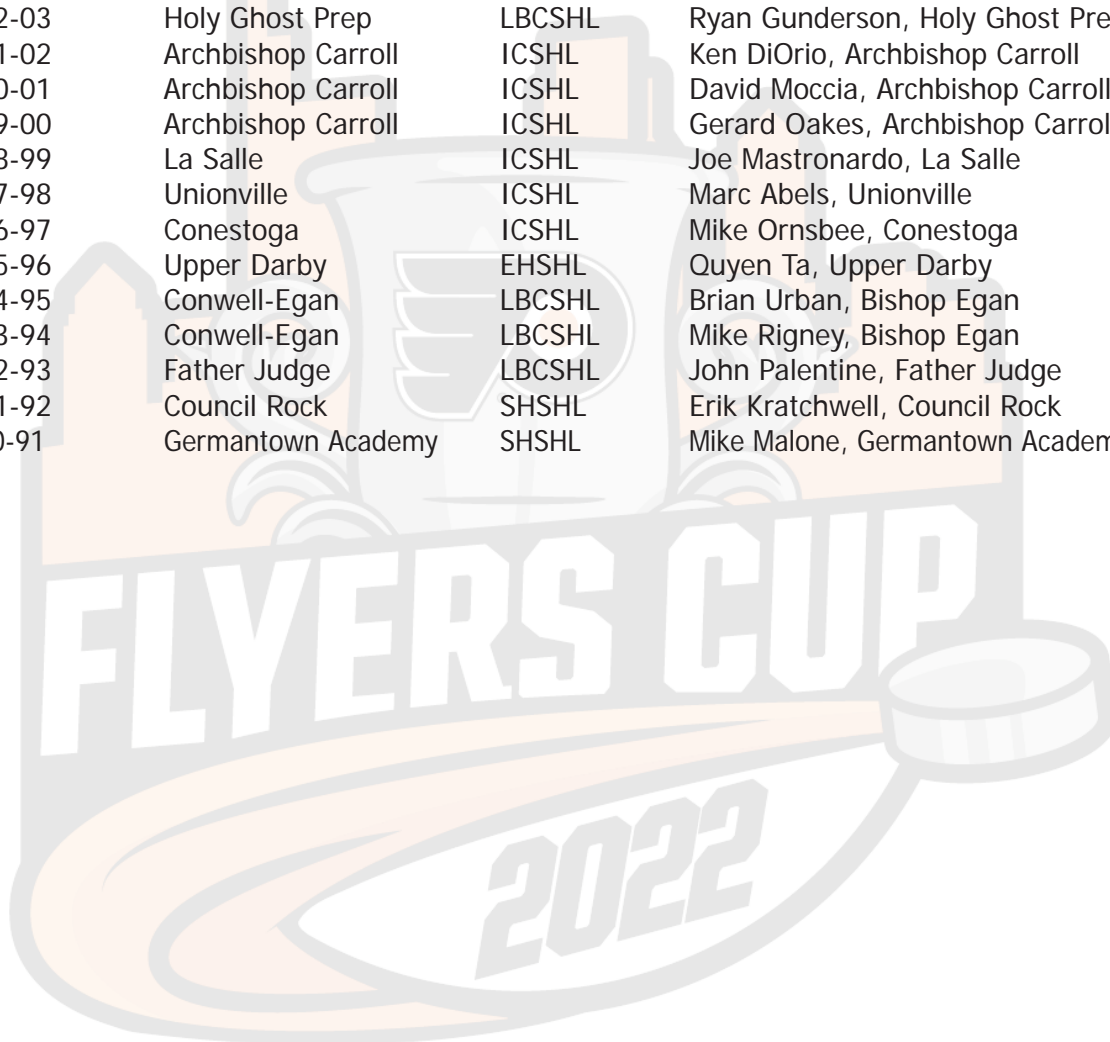 2-03 Holy Ghost Prep LBCSHL Ryan Gunderson, Holy Ghost Pre
1-02 Archbishop Carroll ICSHL Ken DiOrio, Archbishop Carroll
0-01 Archbishop Carroll ICSHL David Moccia, Archbishop Carroll
9-00 Archbishop Carroll ICSHL Gerard Oakes, Archbishop Carrol
8-99 La Salle ICSHL Joe Mastronardo, La Salle
7-98 Unionville ICSHL Marc Abels, Unionville
6-97 Conestoga ICSHL Mike Ornsbee, Conestoga
5-96 Upper Darby EHSHL Quyen Ta, Upper Darby
4-95 Conwell-Egan LBCSHL Brian Urban, Bishop Egan
3-94 Conwell-Egan LBCSHL Mike Rigney, Bishop Egan
2-93 Father Judge LBCSHL John Palentine, Father Judge
1-92 Council Rock SHSHL Erik Kratchwell, Council Rock
0-91 Germantown Academy SHSHL Mike Malone, Germantown Academ
FLYERS CUP
2022